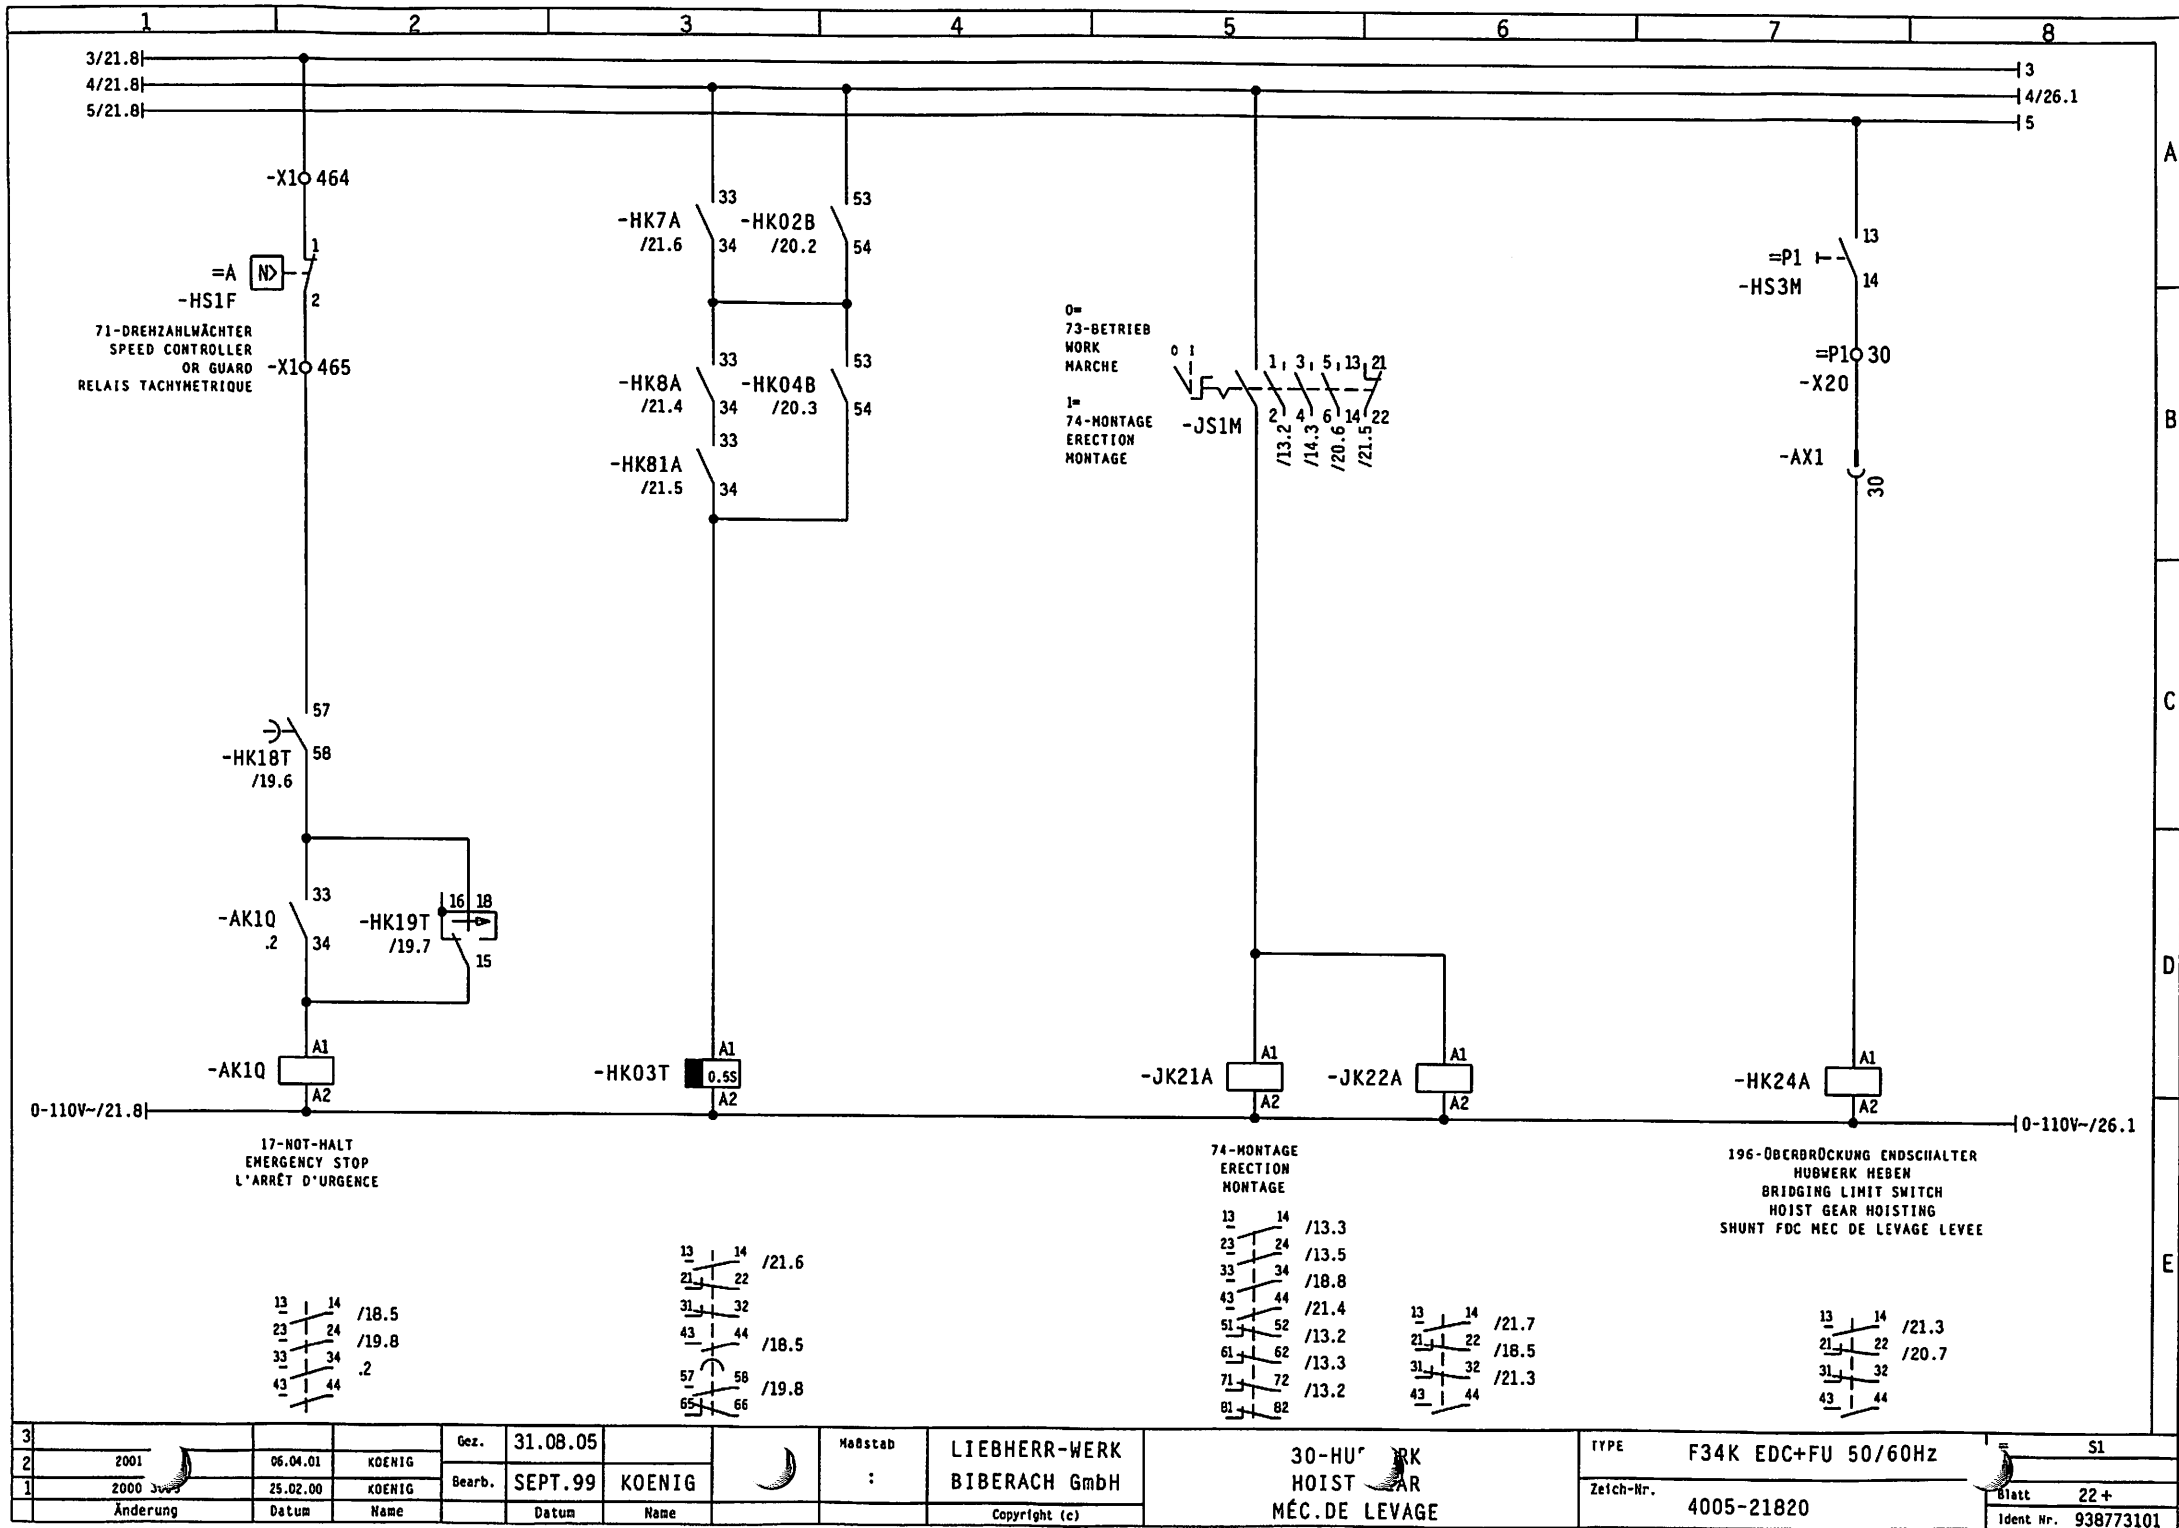 1 2 3 4 5 6 7 8
3/21.8 3
4/21.8 4/26.1
5/21.8 5
A
B
C
D
E
-X1 464
1
=A N>
-HS1F 2
71-DREHZAHLWÄCHTER
SPEED CONTROLLER
OR GUARD
RELAIS TACHYMETRIQUE
-X1 465
57
-HK18T 58
/19.6
33
-AK1Q
.2 34
16 18
-HK19T
/19.7
15
A1
-AK1Q
A2
0-110V~/21.8
17-NOT-HALT
EMERGENCY STOP
L'ARRÊT D'URGENCE
13 14 /18.5
23 24 /19.8
33 34 .2
43 44
33
-HK7A
/21.6 34
53
-HK02B
/20.2 54
33
-HK8A
/21.4 34
53
-HK04B
/20.3 54
33
-HK81A
/21.5 34
A1
-HK03T 0.5S
A2
13 14 /21.6
21 22
31 32
43 44 /18.5
57 58 /19.8
65 66
0=
73-BETRIEB
WORK
MARCHE
1=
74-MONTAGE
ERECTION
MONTAGE
0 1
1 3 5 13 21
-JS1M
2 4 6 14 22
/13.2 /14.3 /20.6 /21.5
A1
-JK21A
A2
A1
-JK22A
A2
74-MONTAGE
ERECTION
MONTAGE
13 14 /13.3
23 24 /13.5
33 34 /18.8
43 44 /21.4
51 52 /13.2
61 62 /13.3
71 72 /13.2
81 82
13 14 /21.7
21 22 /18.5
31 32 /21.3
43 44
13
=P1
-HS3M 14
=P1 30
-X20
-AX1
30
A1
-HK24A
A2
0-110V~/26.1
196-ÜBERBRÜCKUNG ENDSCHALTER
HUBWERK HEBEN
BRIDGING LIMIT SWITCH
HOIST GEAR HOISTING
SHUNT FDC MEC DE LEVAGE LEVEE
13 14 /21.3
21 22 /20.7
31 32
43 44
3
2 2001 06.04.01 KOENIG
1 2000 25.02.00 KOENIG
Änderung Datum Name
Gez. 31.08.05
Bearb. SEPT.99 KOENIG
Datum Name
Maßstab
:
LIEBHERR-WERK
BIBERACH GmbH
Copyright (c)
HOIST
MÉC.DE LEVAGE
TYPE F34K EDC+FU 50/60Hz
Zeich-Nr. 4005-21820
= S1
Blatt 22 +
Ident Nr. 938773101